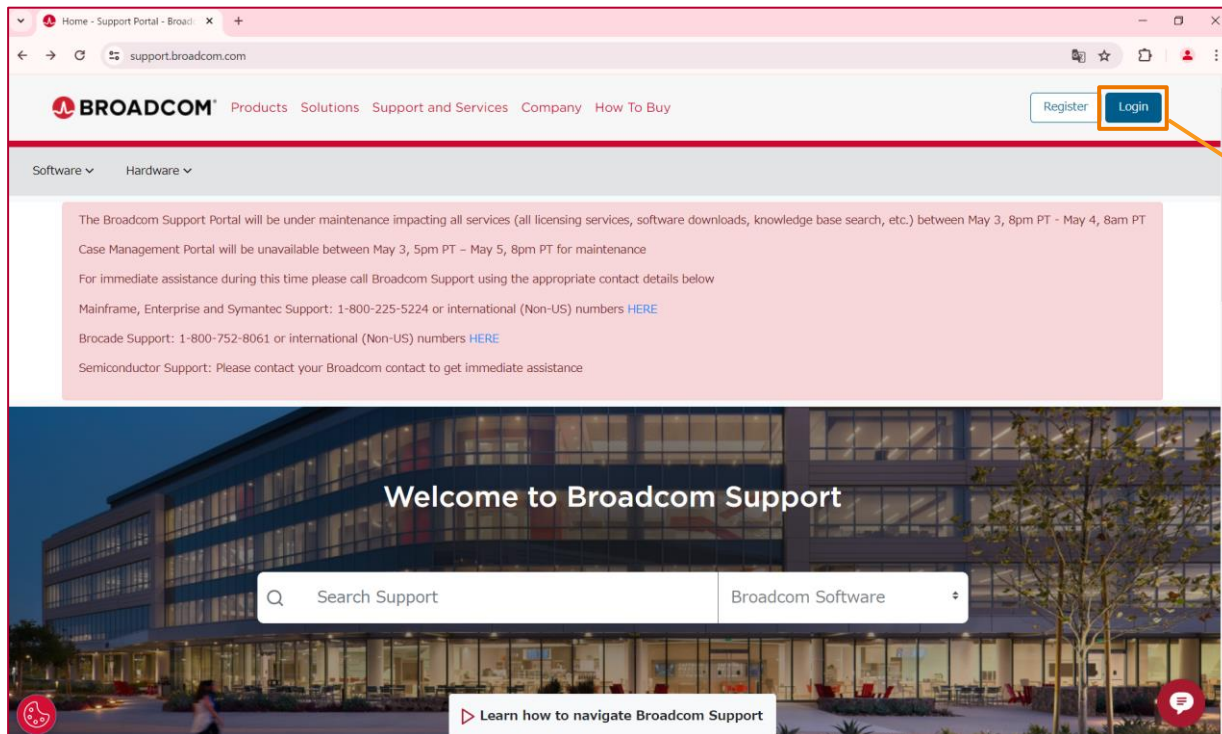 Home - Support Portal - Broad
support.broadcom.com
BROADCOM Products Solutions Support and Services Company How To Buy Register Login
Software Hardware
The Broadcom Support Portal will be under maintenance impacting all services (all licensing services, software downloads, knowledge base search, etc.) between May 3, 8pm PT - May 4, 8am PT
Case Management Portal will be unavailable between May 3, 5pm PT – May 5, 8pm PT for maintenance
For immediate assistance during this time please call Broadcom Support using the appropriate contact details below
Mainframe, Enterprise and Symantec Support: 1-800-225-5224 or international (Non-US) numbers HERE
Brocade Support: 1-800-752-8061 or international (Non-US) numbers HERE
Semiconductor Support: Please contact your Broadcom contact to get immediate assistance
Welcome to Broadcom Support
Search Support Broadcom Software
Learn how to navigate Broadcom Support